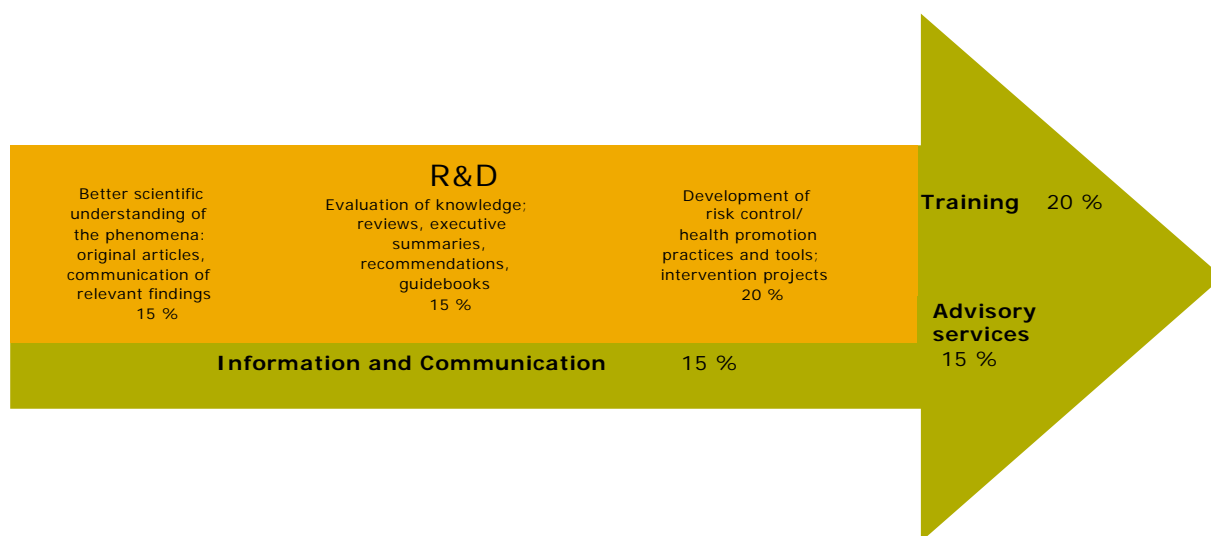 R&D
Better scientific
understanding of
the phenomena:
original articles,
communication of
relevant findings
15 %
Evaluation of knowledge;
reviews, executive
summaries,
recommendations,
guidebooks
15 %
Development of
risk control/
health promotion
practices and tools;
intervention projects
20 %
Training 20 %
Advisory
services
15 %
Information and Communication 15 %